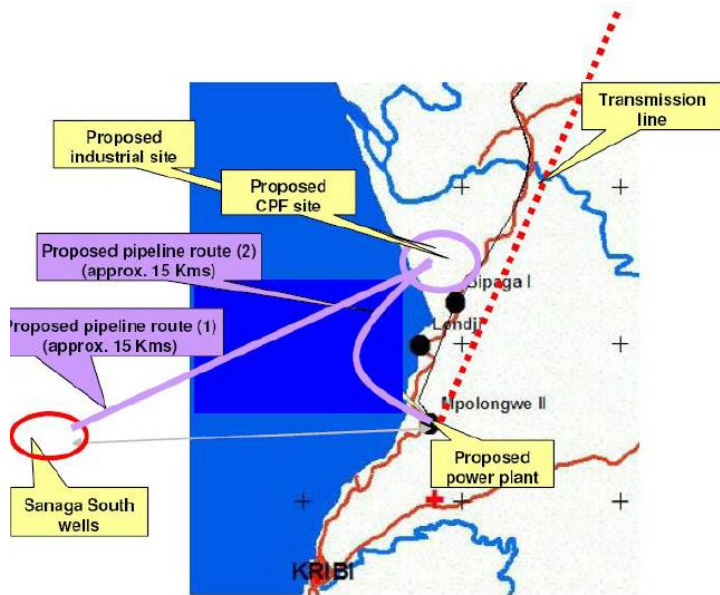 Transmission
line
Proposed
industrial site
Proposed
CPF site
Proposed pipeline route (2)
(approx. 15 Kms)
Bipaga I
Proposed pipeline route (1)
(approx. 15 Kms)
Londji
Mpolongwe II
Proposed
power plant
Sanaga South
wells
KRIBI